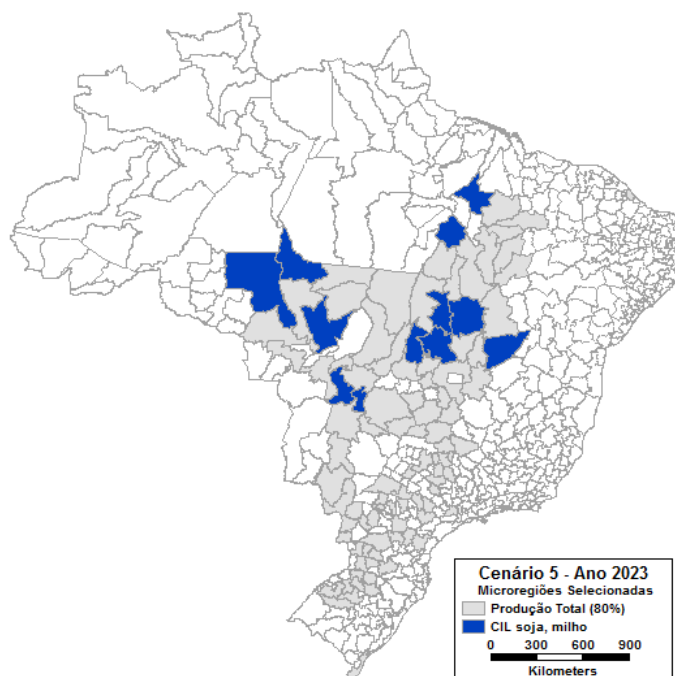 Cenário 5 - Ano 2023
Microregiões Selecionadas
Produção Total (80%)
CIL soja, milho
0 300 600 900
Kilometers